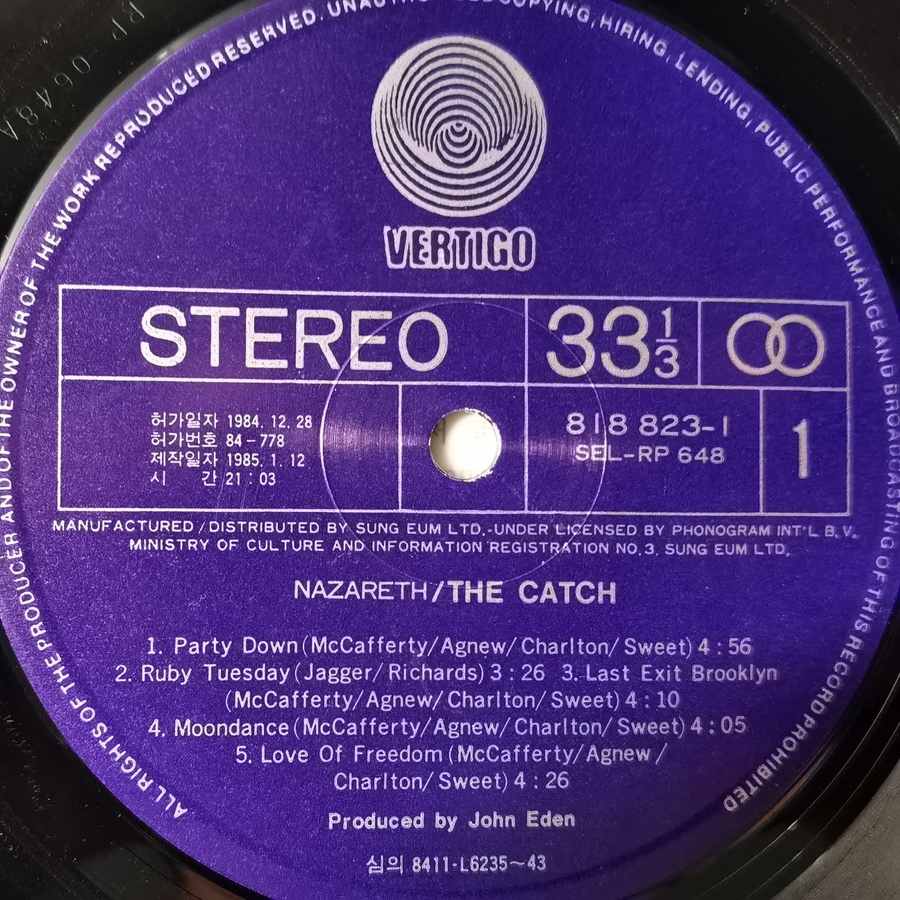 RP-0648A
ALL RIGHTS OF THE PRODUCER AND OF THE OWNER OF THE WORK REPRODUCED RESERVED. COPYING, HIRING, LENDING, PUBLIC PERFORMANCE AND BROADCASTING OF THIS RECORD PROHIBITED
VERTIGO
STEREO 33 1/3
허가일자 1984. 12. 28
허가번호 84-778
제작일자 1985. 1. 12
시 간 21 : 03
818 823-1
SEL-RP 648
1
MANUFACTURED / DISTRIBUTED BY SUNG EUM LTD.-UNDER LICENSED BY PHONOGRAM INT'L B.V.
MINISTRY OF CULTURE AND INFORMATION REGISTRATION NO. 3. SUNG EUM LTD.
NAZARETH/THE CATCH
1. Party Down (McCafferty/Agnew/Charlton/Sweet) 4 : 56
2. Ruby Tuesday (Jagger/Richards) 3 : 26 3. Last Exit Brooklyn
(McCafferty/Agnew/Charlton/Sweet) 4 : 10
4. Moondance (McCafferty/Agnew/Charlton/Sweet) 4 : 05
5. Love Of Freedom (McCafferty/Agnew/
Charlton/Sweet) 4 : 26
Produced by John Eden
심의 8411-L6235~43